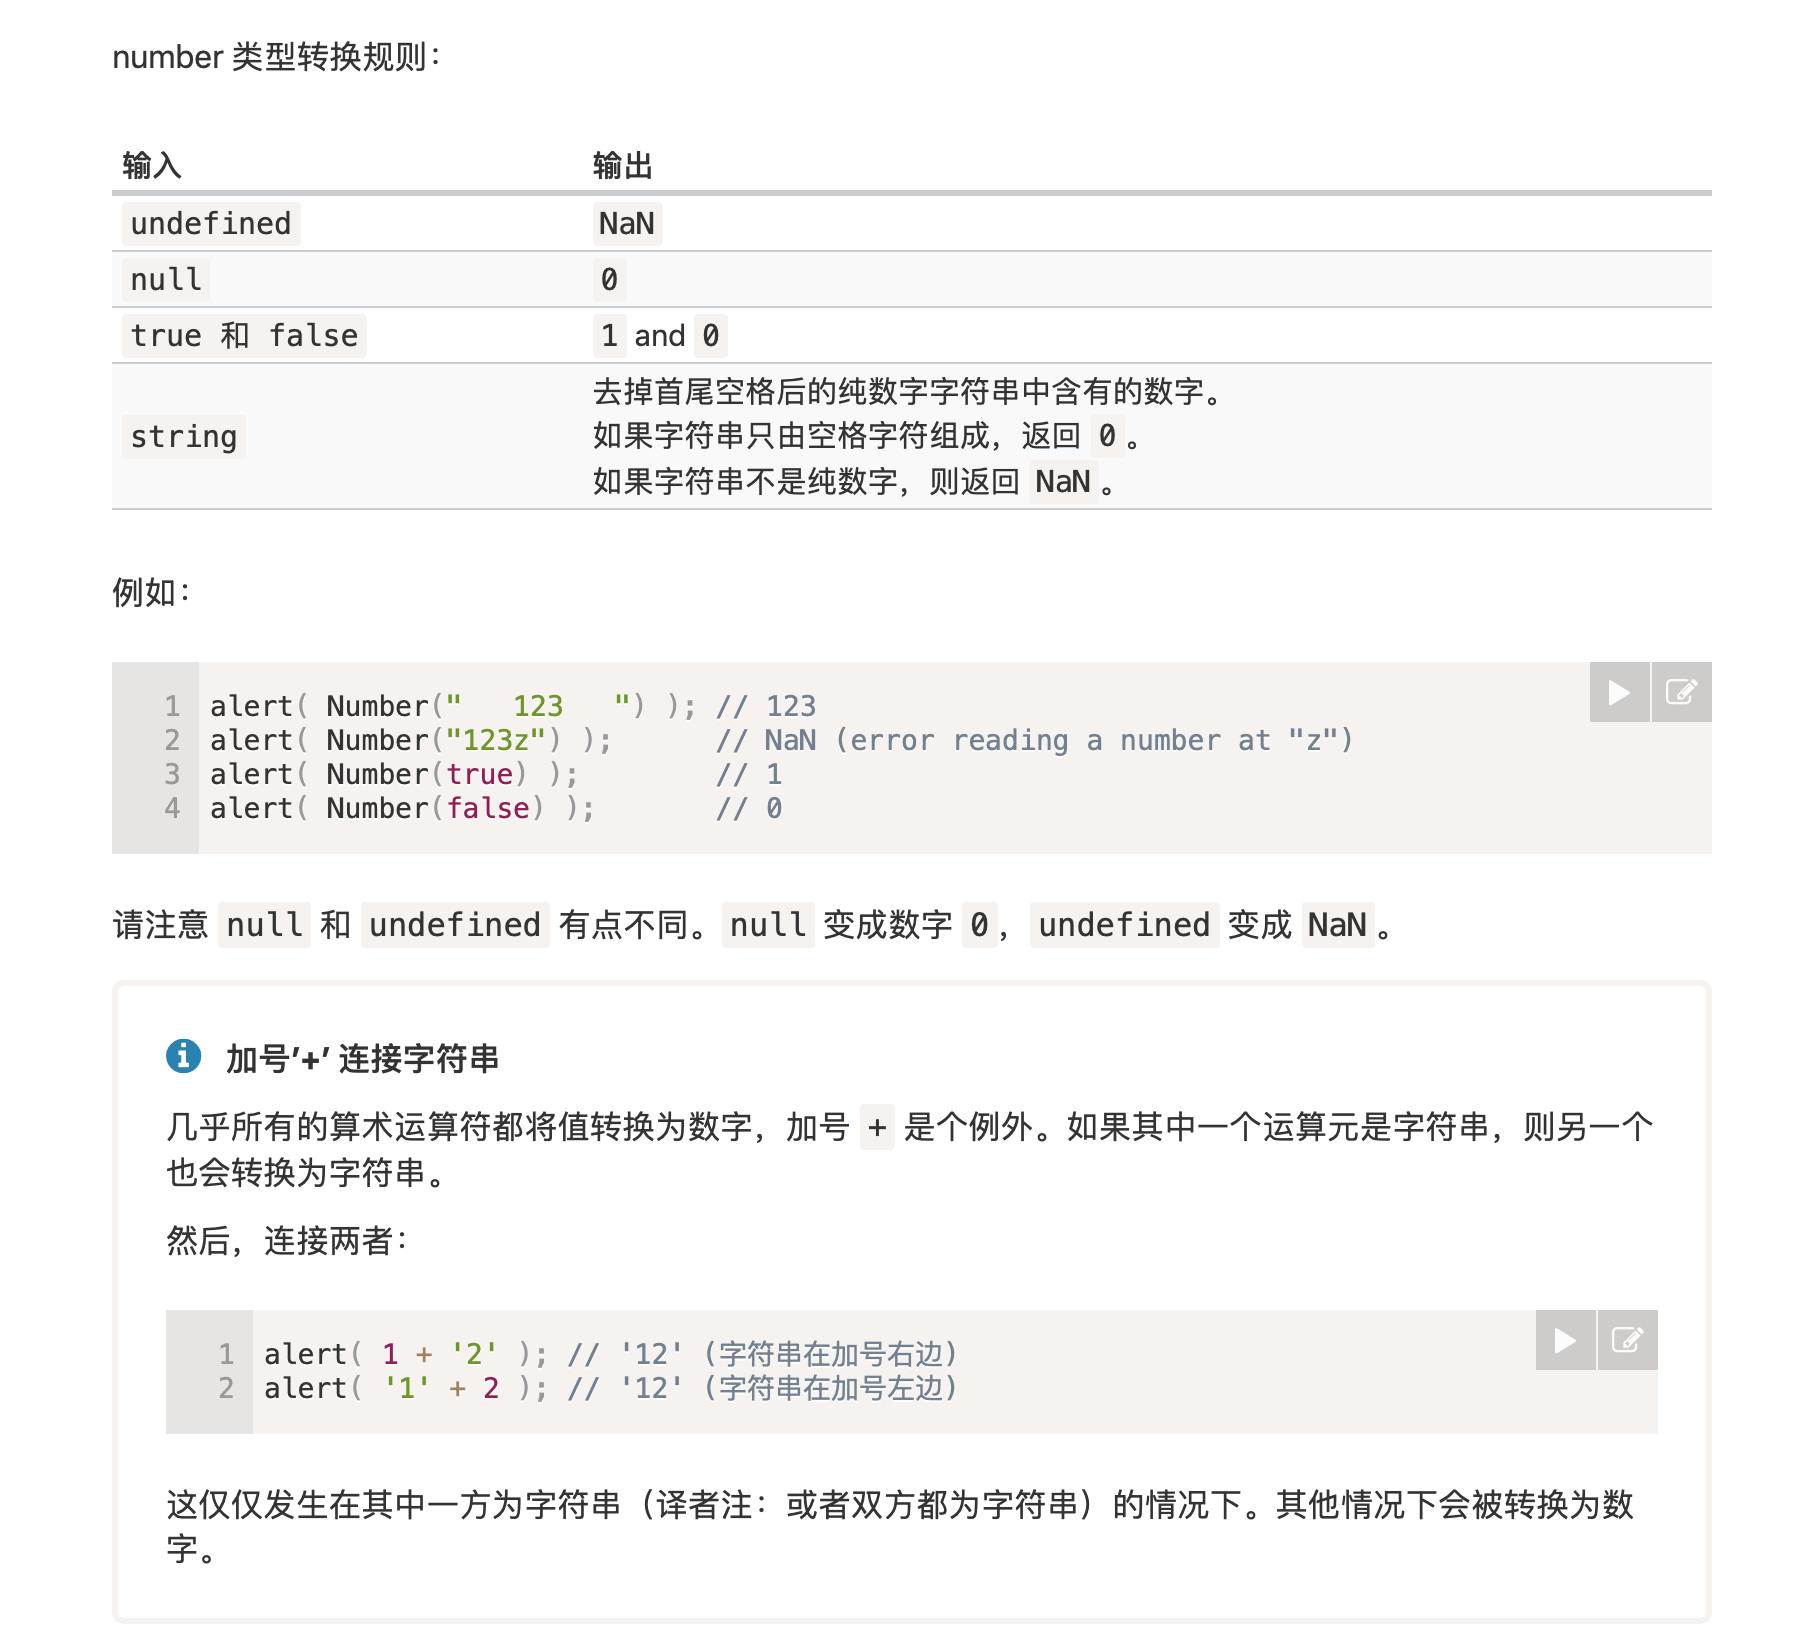 number 类型转换规则：
输入 输出
undefined NaN
null 0
true 和 false 1 and 0
string
去掉首尾空格后的纯数字字符串中含有的数字。
如果字符串只由空格字符组成，返回 0。
如果字符串不是纯数字，则返回 NaN。
例如：
1 alert( Number("   123   ") ); // 123
2 alert( Number("123z") );      // NaN (error reading a number at "z")
3 alert( Number(true) );        // 1
4 alert( Number(false) );       // 0
请注意 null 和 undefined 有点不同。null 变成数字 0，undefined 变成 NaN。
加号’+’ 连接字符串
几乎所有的算术运算符都将值转换为数字，加号 + 是个例外。如果其中一个运算元是字符串，则另一个
也会转换为字符串。
然后，连接两者：
1 alert( 1 + '2' ); // '12' (字符串在加号右边)
2 alert( '1' + 2 ); // '12' (字符串在加号左边)
这仅仅发生在其中一方为字符串（译者注：或者双方都为字符串）的情况下。其他情况下会被转换为数
字。